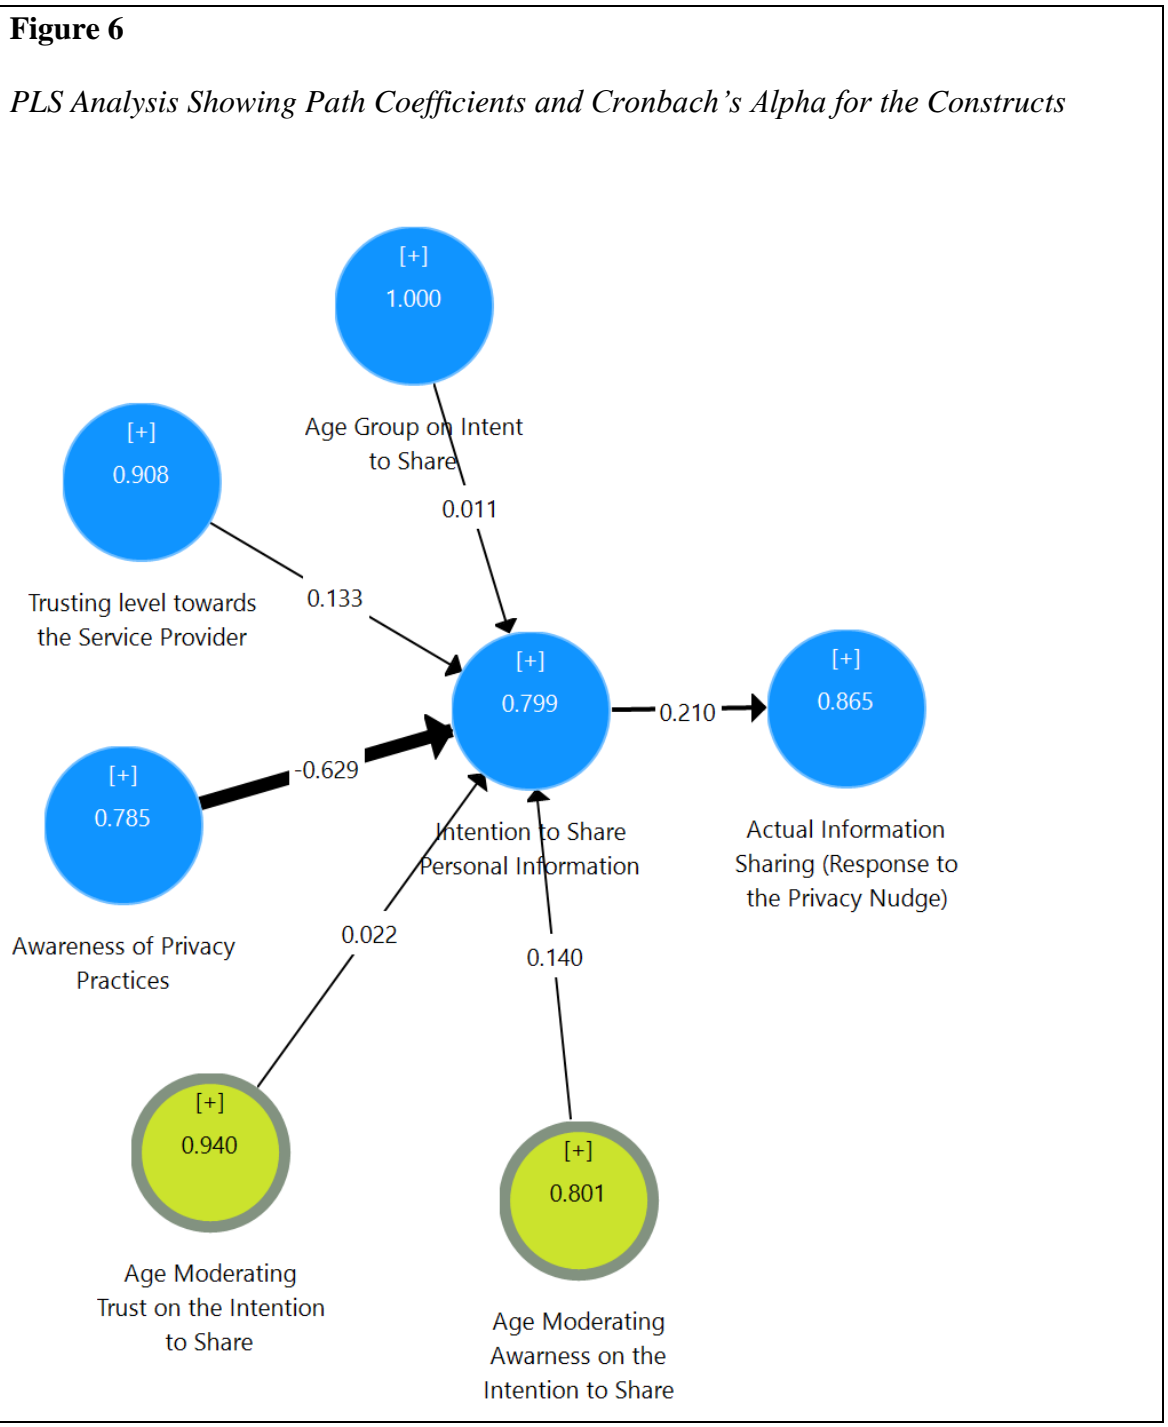 Figure 6
PLS Analysis Showing Path Coefficients and Cronbach’s Alpha for the Constructs
[+]
1.000
Age Group on Intent
to Share
0.011
[+]
0.908
Trusting level towards
the Service Provider
0.133
[+]
0.799
Intention to Share
Personal Information
0.210
[+]
0.865
Actual Information
Sharing (Response to
the Privacy Nudge)
[+]
0.785
Awareness of Privacy
Practices
-0.629
0.022
0.140
[+]
0.940
Age Moderating
Trust on the Intention
to Share
[+]
0.801
Age Moderating
Awarness on the
Intention to Share